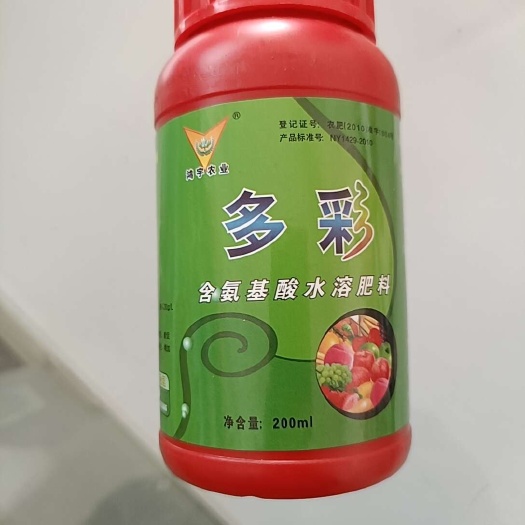 登记证号: 农肥(2010)
产品标准号: NY1429-2010
®
鸿宇农业
多彩
含氨基酸水溶肥料
净含量: 200ml